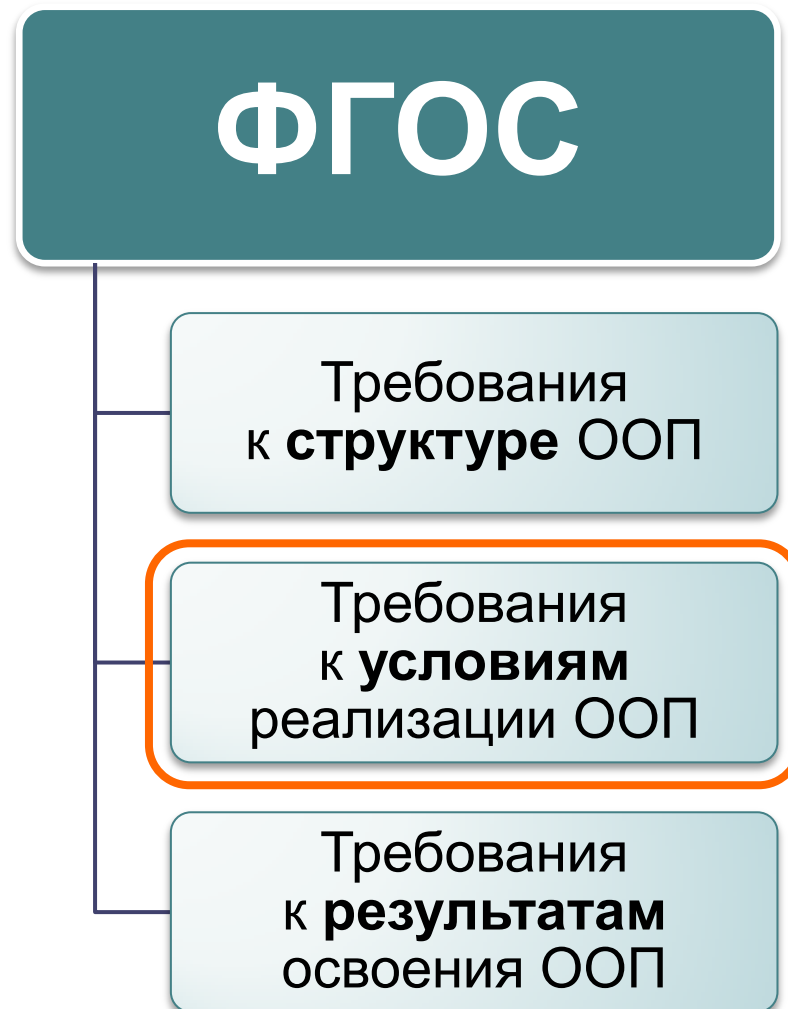 ФГОС
Требования
к структуре ООП
Требования
к условиям
реализации ООП
Требования
к результатам
освоения ООП